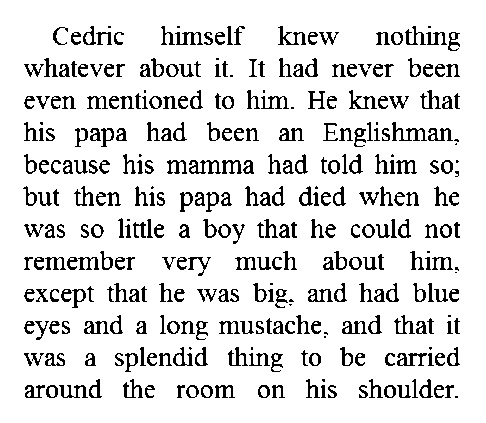 Cedric himself knew nothing
whatever about it. It had never been
even mentioned to him. He knew that
his papa had been an Englishman,
because his mamma had told him so;
but then his papa had died when he
was so little a boy that he could not
remember very much about him,
except that he was big, and had blue
eyes and a long mustache, and that it
was a splendid thing to be carried
around the room on his shoulder.